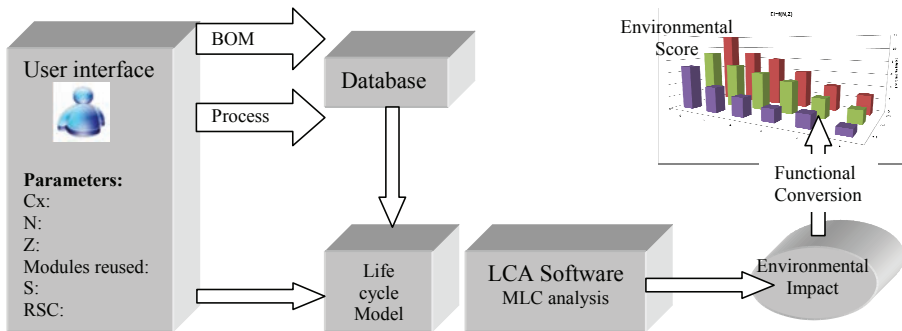 User interface
Parameters:
Cx:
N:
Z:
Modules reused:
S:
RSC:
BOM
Process
Database
Life
cycle
Model
LCA Software
MLC analysis
Environmental
Impact
Functional
Conversion
Environmental
Score